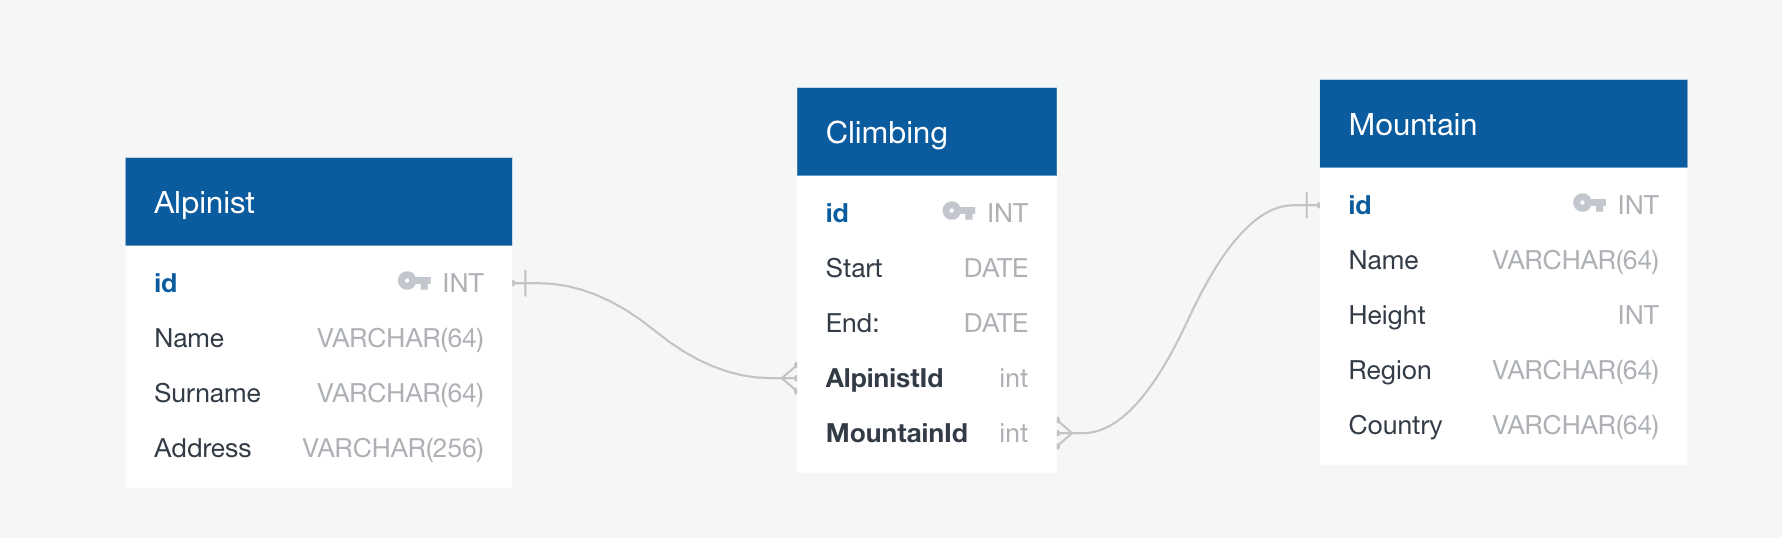 Alpinist
id INT
Name VARCHAR(64)
Surname VARCHAR(64)
Address VARCHAR(256)
Climbing
id INT
Start DATE
End: DATE
AlpinistId int
MountainId int
Mountain
id INT
Name VARCHAR(64)
Height INT
Region VARCHAR(64)
Country VARCHAR(64)